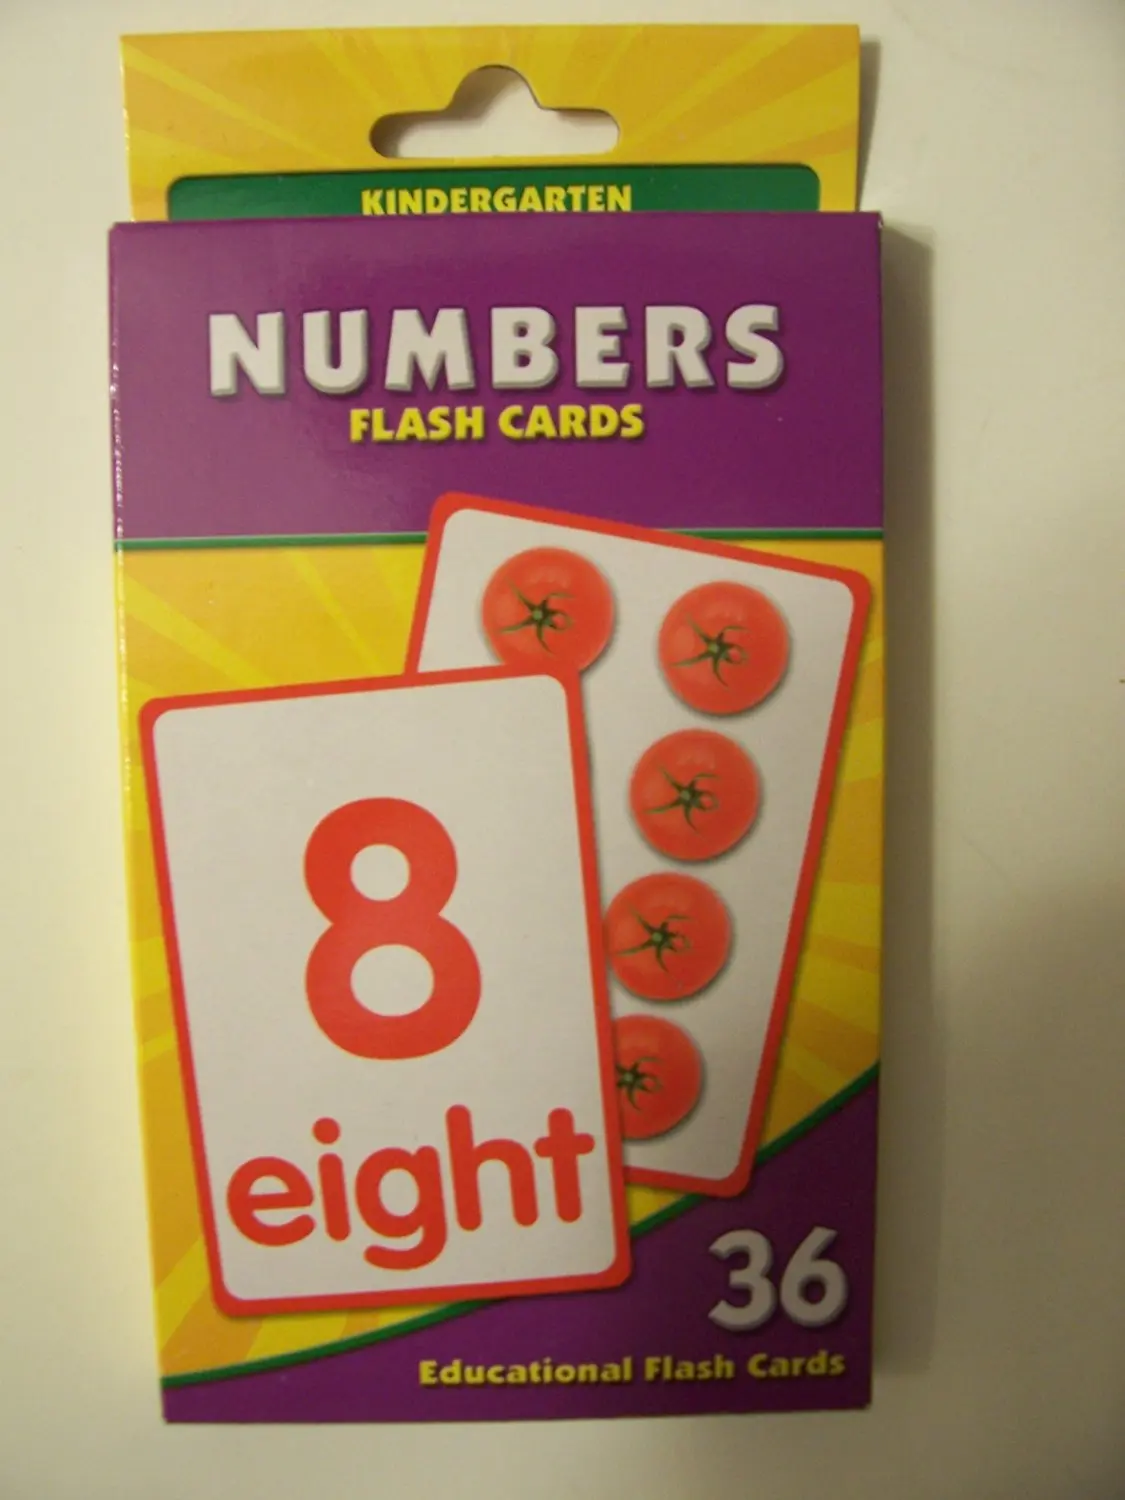 KINDERGARTEN
NUMBERS
FLASH CARDS
8
eight
36
Educational Flash Cards